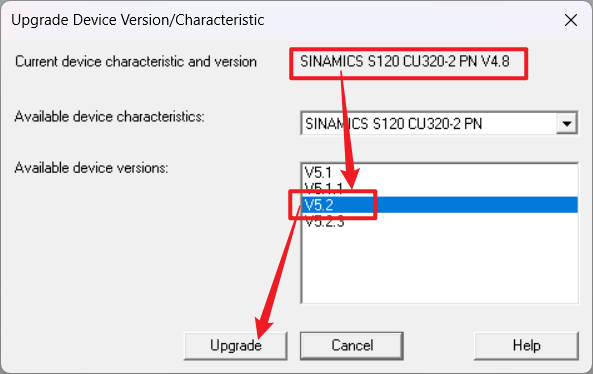 Upgrade Device Version/Characteristic
Current device characteristic and version SINAMICS S120 CU320-2 PN V4.8
Available device characteristics: SINAMICS S120 CU320-2 PN
Available device versions:
V5.1
V5.1.1
V5.2
V5.2.3
Upgrade Cancel Help